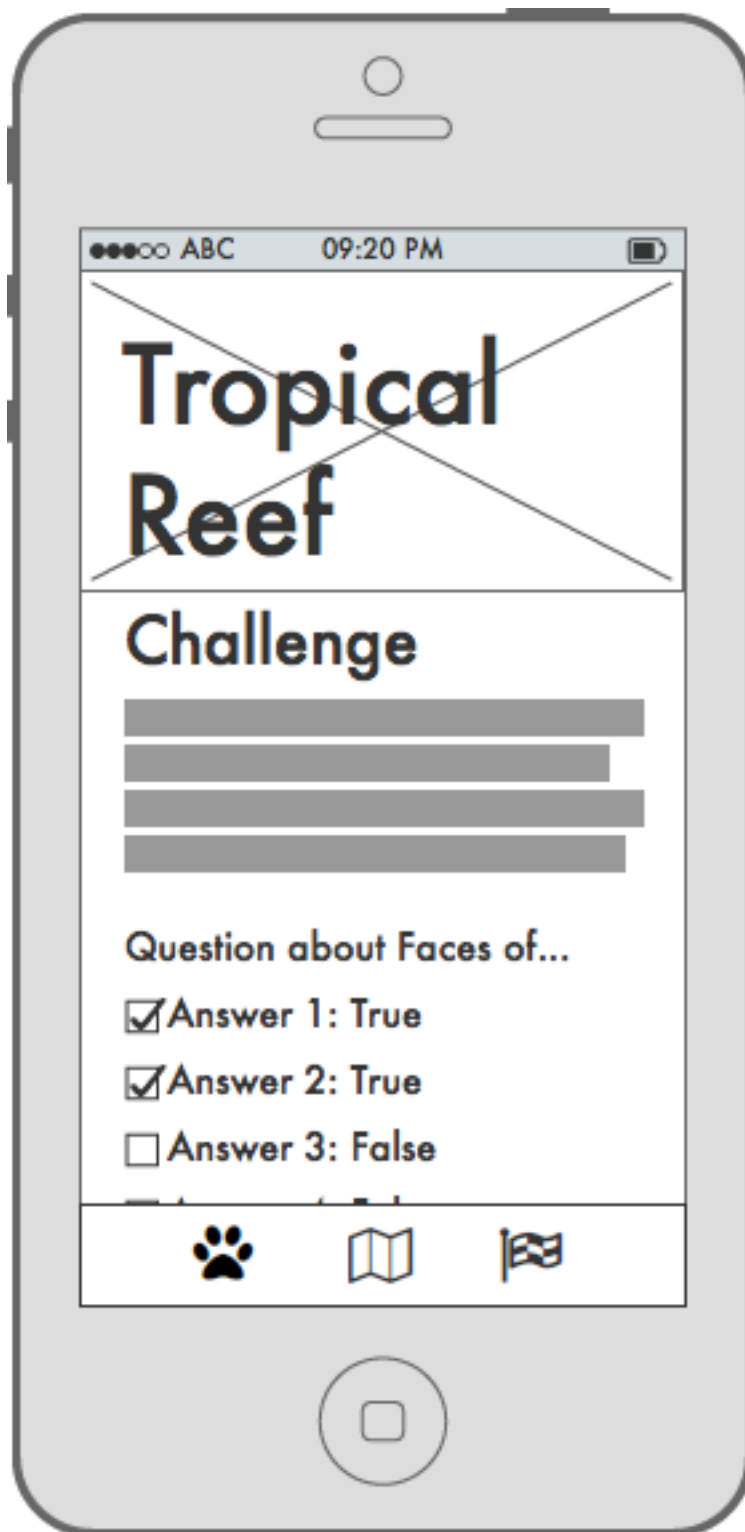 ABC 09:20 PM
Tropical
Reef
Challenge
Question about Faces of...
Answer 1: True
Answer 2: True
Answer 3: False